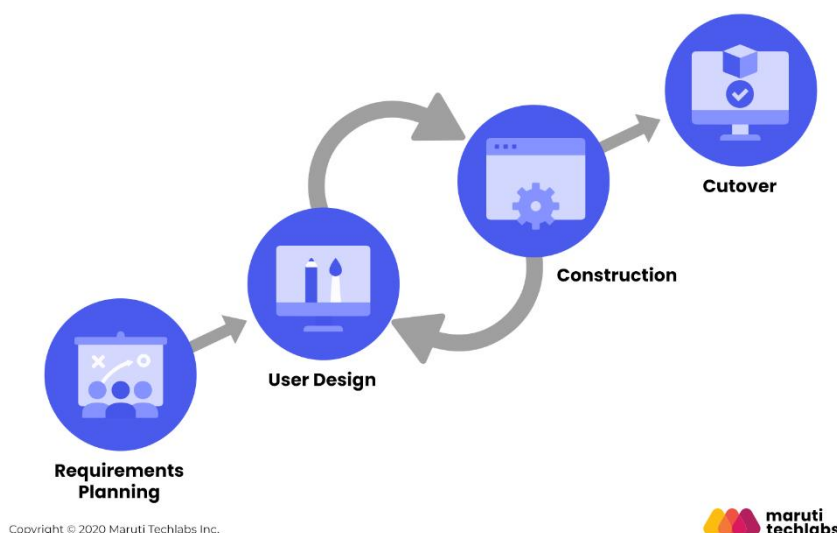 Cutover
Construction
User Design
Requirements
Planning
Copyright © 2020 Maruti Techlabs Inc.
maruti
techlabs